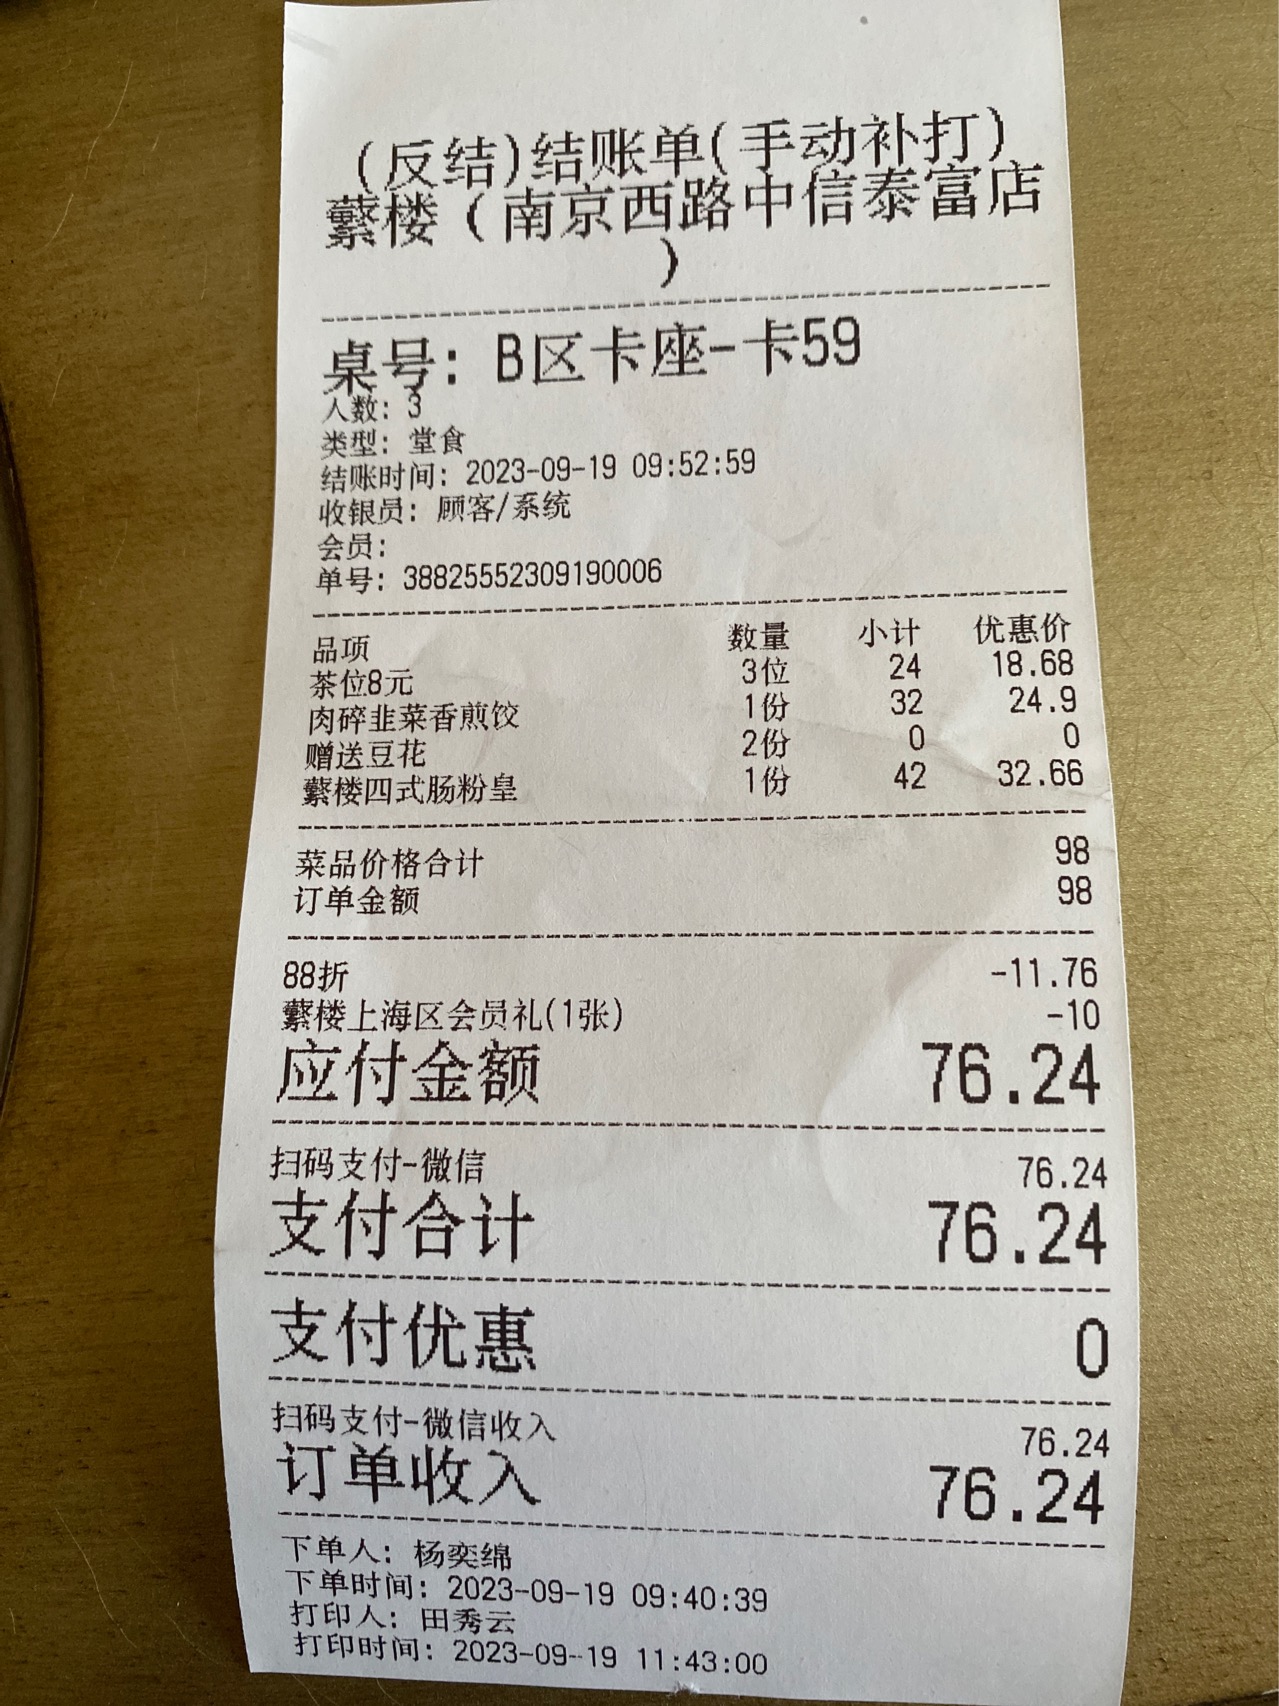 (反结)结账单(手动补打)
蘩楼（南京西路中信泰富店
）
桌号：B区卡座-卡59
人数：3
类型：堂食
结账时间：2023-09-19 09:52:59
收银员：顾客/系统
会员：
单号：38825552309190006
品项 数量 小计 优惠价
茶位8元 3位 24 18.68
肉碎韭菜香煎饺 1份 32 24.9
赠送豆花 2份 0 0
蘩楼四式肠粉皇 1份 42 32.66
菜品价格合计 98
订单金额 98
88折 -11.76
蘩楼上海区会员礼(1张) -10
应付金额 76.24
扫码支付-微信 76.24
支付合计 76.24
支付优惠 0
扫码支付-微信收入 76.24
订单收入 76.24
下单人：杨奕绵
下单时间：2023-09-19 09:40:39
打印人：田秀云
打印时间：2023-09-19 11:43:00